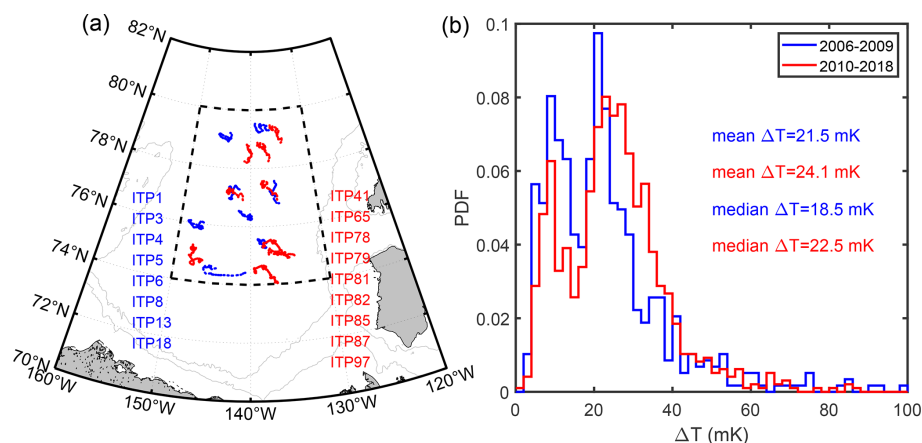 (a)
82°N
80°N
78°N
76°N
74°N
72°N
70°N
160°W
150°W
140°W
130°W
120°W
ITP1
ITP3
ITP4
ITP5
ITP6
ITP8
ITP13
ITP18
ITP41
ITP65
ITP78
ITP79
ITP81
ITP82
ITP85
ITP87
ITP97
(b)
0.1
0.08
0.06
0.04
0.02
0
PDF
2006-2009
2010-2018
mean ΔT=21.5 mK
mean ΔT=24.1 mK
median ΔT=18.5 mK
median ΔT=22.5 mK
0 20 40 60 80 100
ΔT (mK)